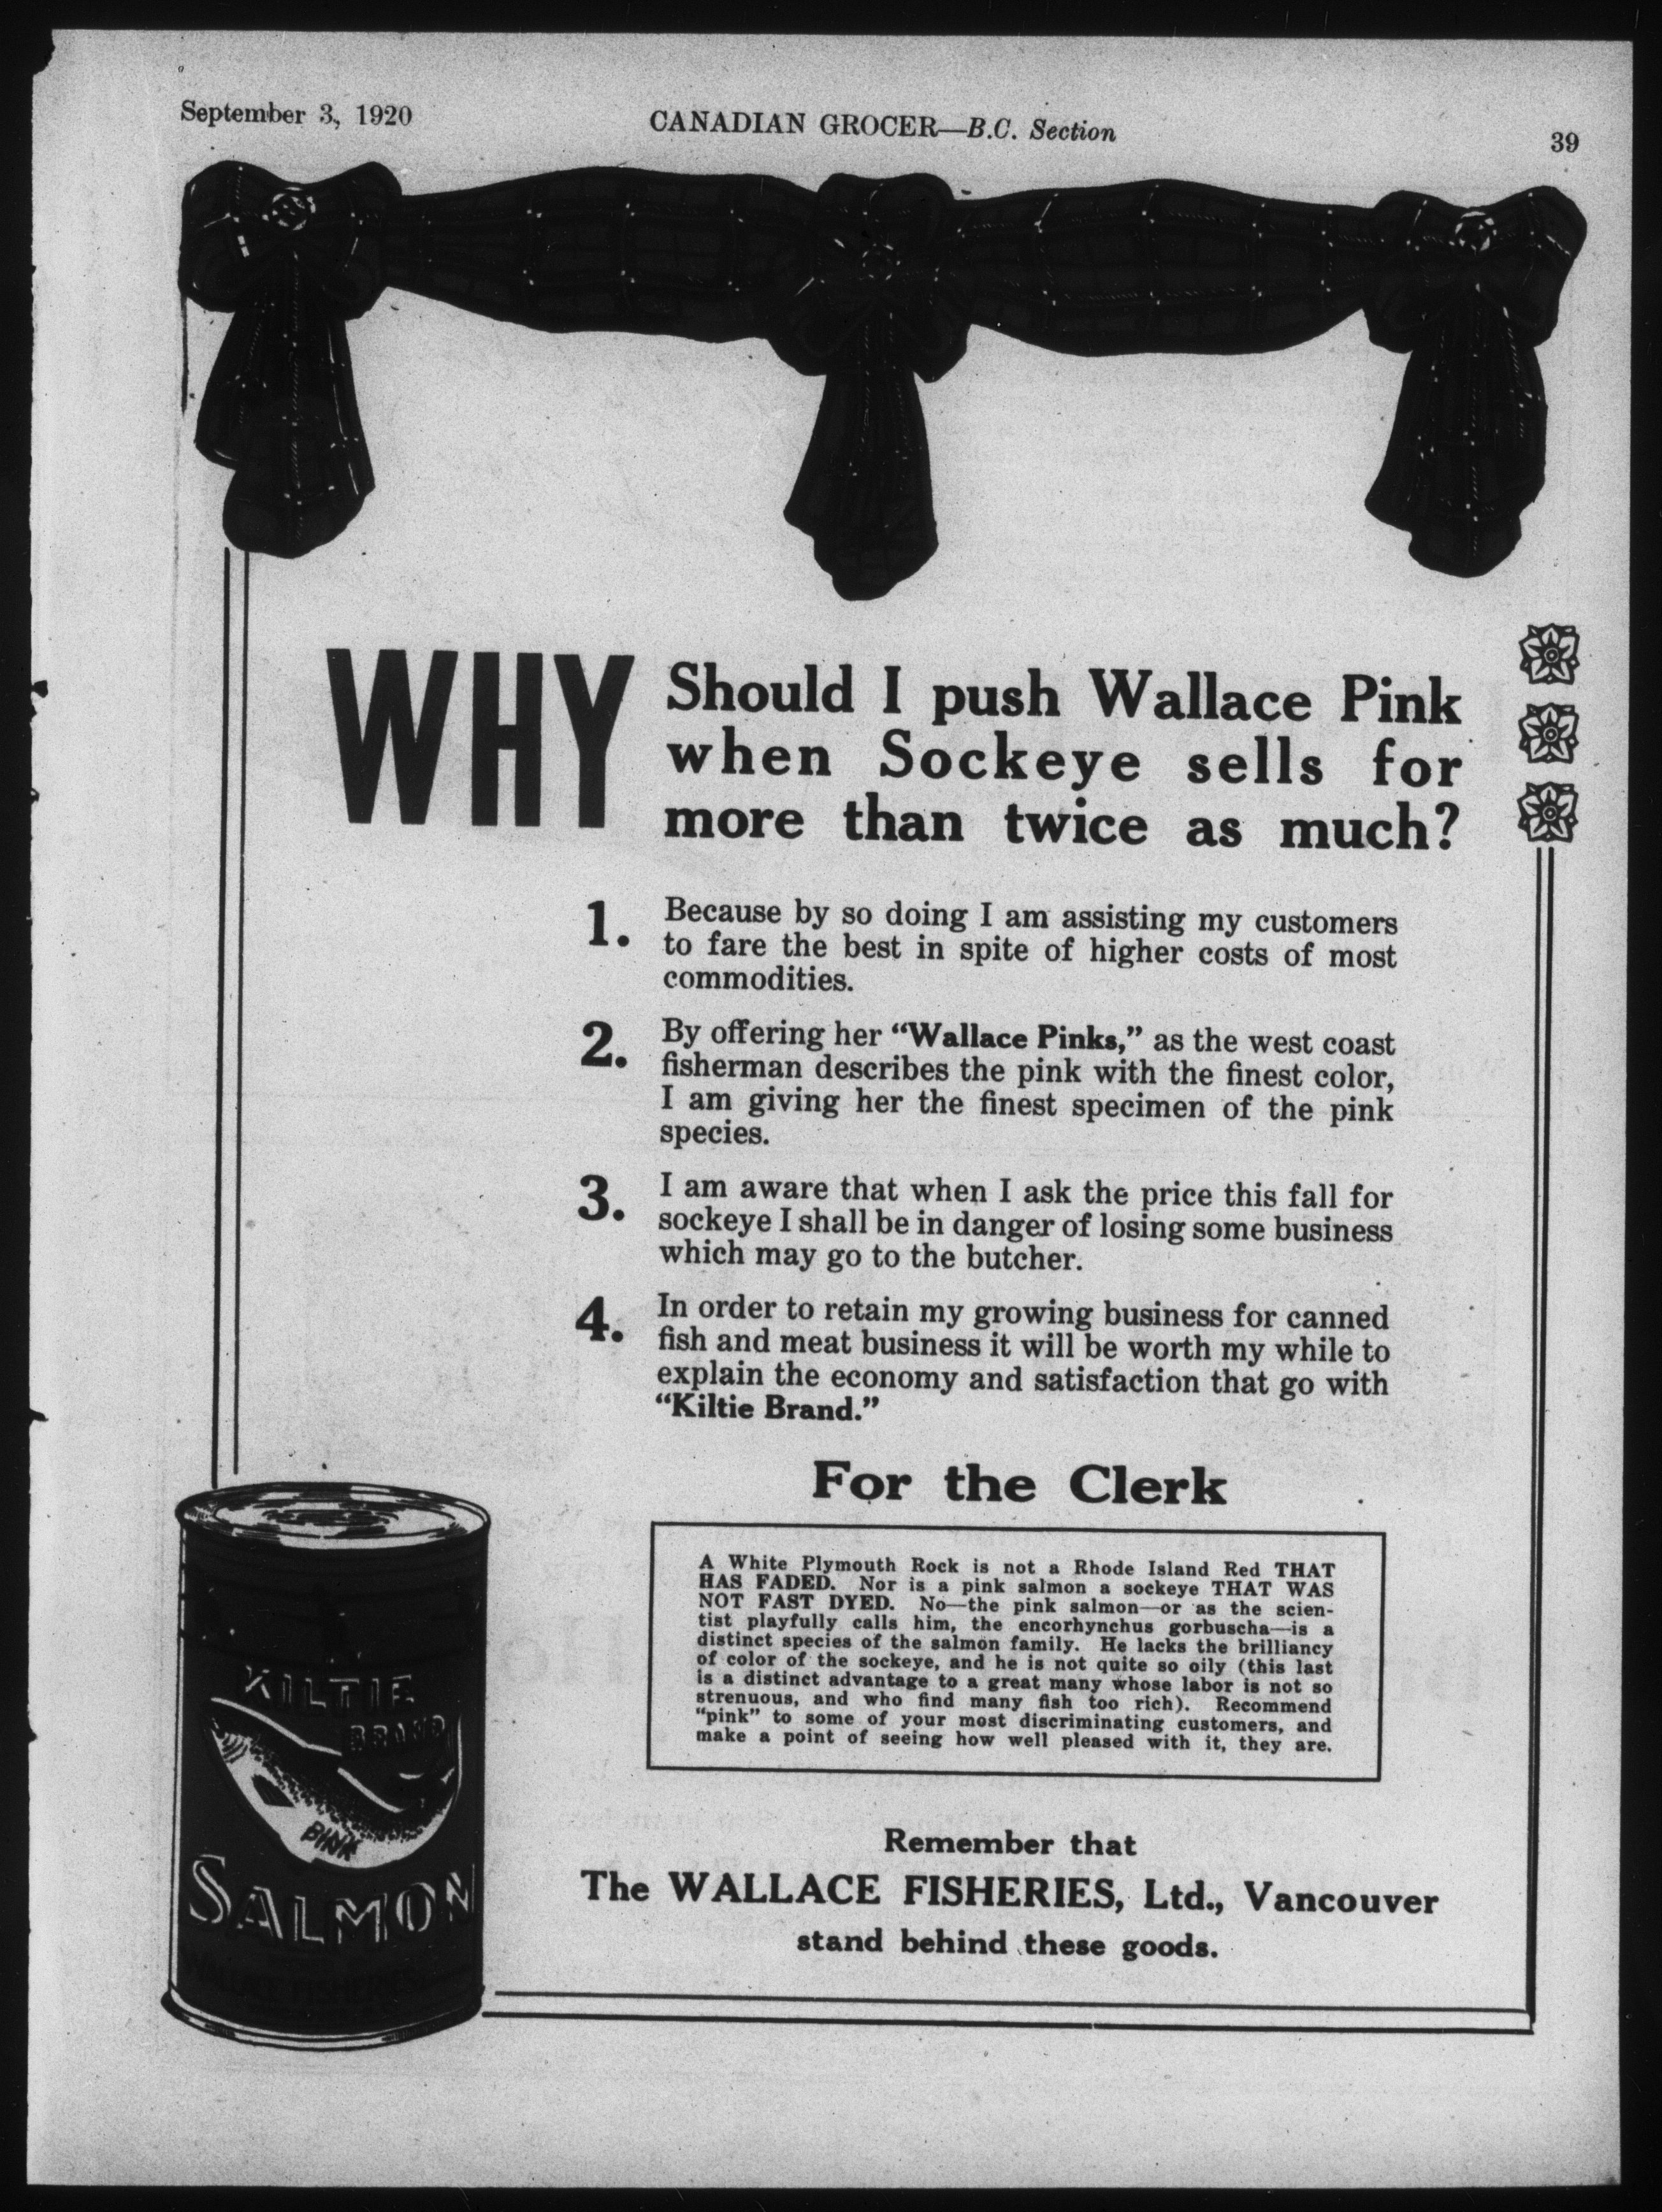 September 3, 1920
CANADIAN GROCER—B.C. Section
39
WHY
Should I push Wallace Pink
when Sockeye sells for
more than twice as much?
1. Because by so doing I am assisting my customers
to fare the best in spite of higher costs of most
commodities.
2. By offering her "Wallace Pinks," as the west coast
fisherman describes the pink with the finest color,
I am giving her the finest specimen of the pink
species.
3. I am aware that when I ask the price this fall for
sockeye I shall be in danger of losing some business
which may go to the butcher.
4. In order to retain my growing business for canned
fish and meat business it will be worth my while to
explain the economy and satisfaction that go with
"Kiltie Brand."
For the Clerk
A White Plymouth Rock is not a Rhode Island Red THAT
HAS FADED. Nor is a pink salmon a sockeye THAT WAS
NOT FAST DYED. No—the pink salmon—or as the scien-
tist playfully calls him, the encorhynchus gorbuscha—is a
distinct species of the salmon family. He lacks the brilliancy
of color of the sockeye, and he is not quite so oily (this last
is a distinct advantage to a great many whose labor is not so
strenuous, and who find many fish too rich). Recommend
"pink" to some of your most discriminating customers, and
make a point of seeing how well pleased with it, they are.
KILTIE
BRAND
PINK
SALMON
Remember that
The WALLACE FISHERIES, Ltd., Vancouver
stand behind these goods.